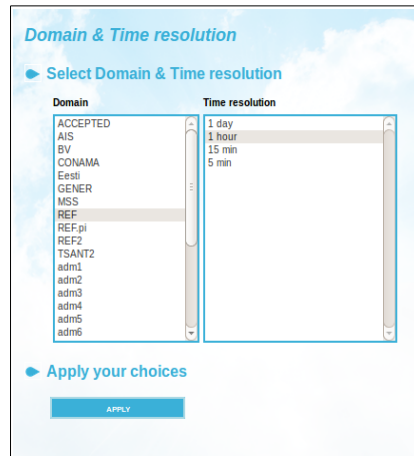 Domain & Time resolution
Select Domain & Time resolution
Domain
Time resolution
ACCEPTED
AIS
BV
CONAMA
Eesti
GENER
MSS
REF
REF.pi
REF2
TSANT2
adm1
adm2
adm3
adm4
adm5
adm6
1 day
1 hour
15 min
5 min
Apply your choices
APPLY